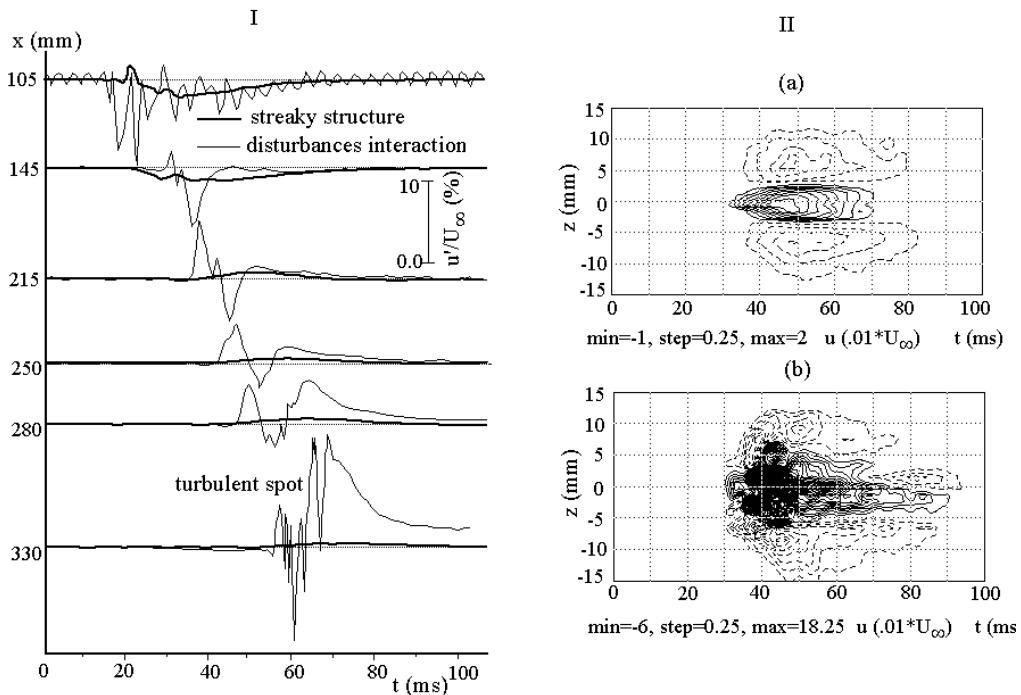 I
x (mm)
105
streaky structure
disturbances interaction
145
10
0.0
u'/U∞ (%)
215
250
280
turbulent spot
330
0 20 40 60 80 100
t (ms)
II
(a)
15
10
5
0
-5
-10
-15
z (mm)
0 20 40 60 80 100
min=-1, step=0.25, max=2 u (.01*U∞) t (ms)
(b)
15
10
5
0
-5
-10
-15
z (mm)
0 20 40 60 80 100
min=-6, step=0.25, max=18.25 u (.01*U∞) t (ms